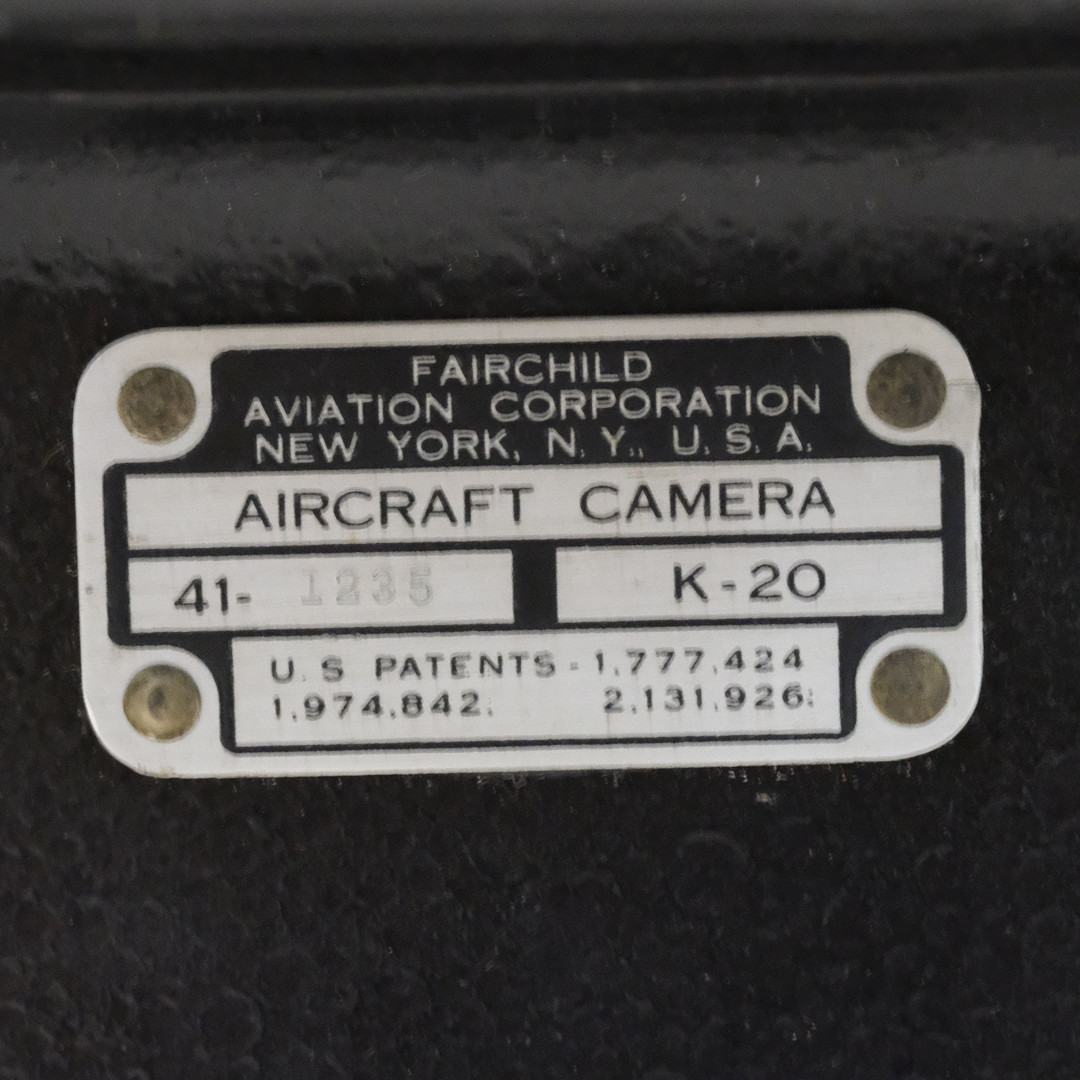 FAIRCHILD
AVIATION CORPORATION
NEW YORK, N.Y., U.S.A.
AIRCRAFT CAMERA
41- 1235
K-20
U.S PATENTS - 1,777,424
1,974,842; 2,131,926;